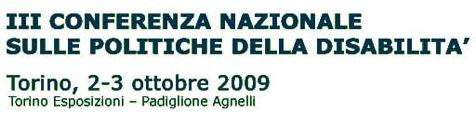 III CONFERENZA NAZIONALE
SULLE POLITICHE DELLA DISABILITA’
Torino, 2-3 ottobre 2009
Torino Esposizioni – Padiglione Agnelli